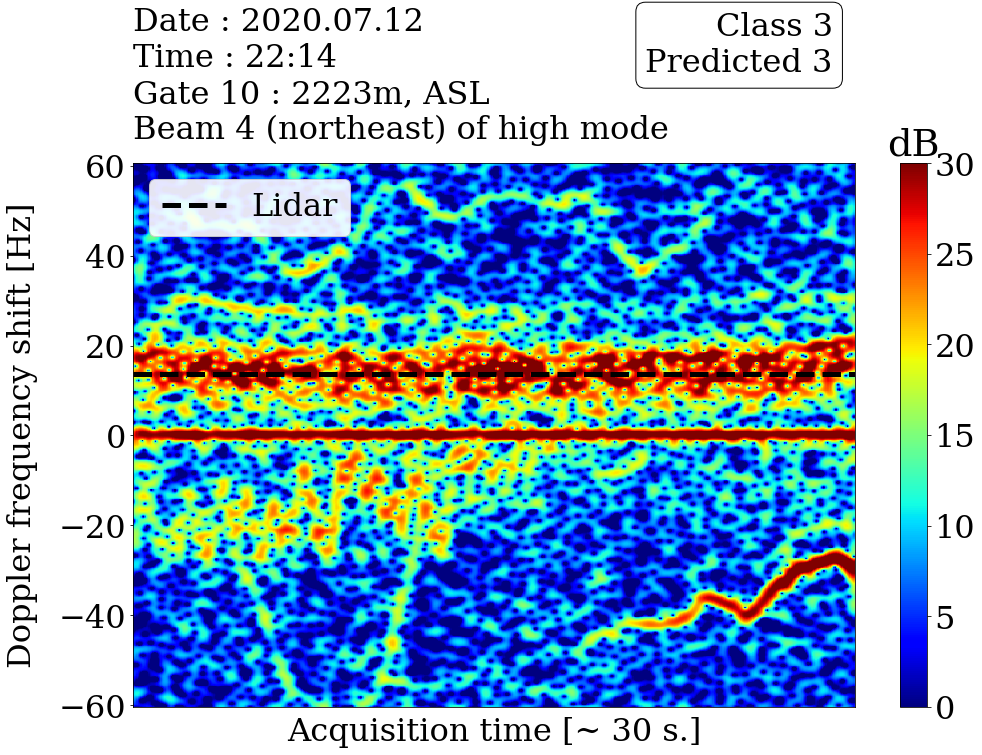 Date : 2020.07.12
Time : 22:14
Gate 10 : 2223m, ASL
Beam 4 (northeast) of high mode
Class 3
Predicted 3
dB
Lidar
Doppler frequency shift [Hz]
60
40
20
0
−20
−40
−60
Acquisition time [~ 30 s.]
30
25
20
15
10
5
0